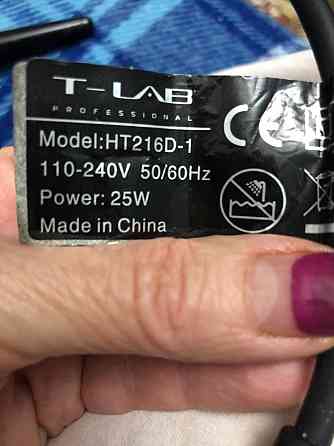 T-LAB
PROFESSIONAL
Model:HT216D-1
110-240V 50/60Hz
Power: 25W
Made in China
CE